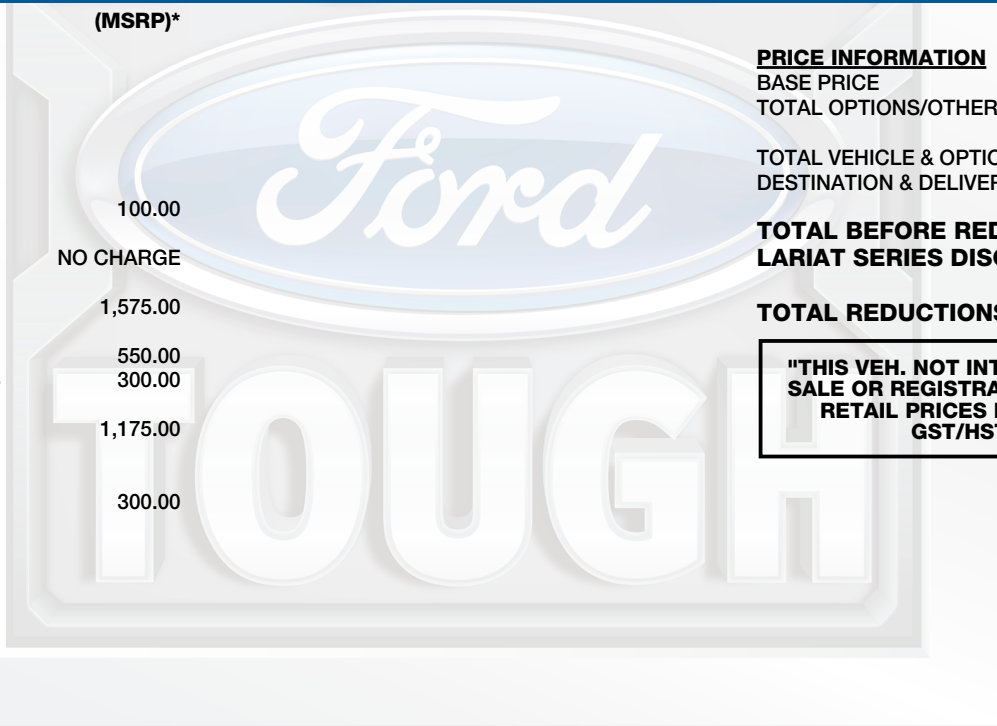 (MSRP)*
100.00
NO CHARGE
1,575.00
550.00
300.00
1,175.00
300.00
Ford
TOUGH
PRICE INFORMATION
BASE PRICE
TOTAL OPTIONS/OTHER
TOTAL VEHICLE & OPTIO
DESTINATION & DELIVER
TOTAL BEFORE RED
LARIAT SERIES DISC
TOTAL REDUCTIONS
"THIS VEH. NOT INT
SALE OR REGISTRA
RETAIL PRICES
GST/HST